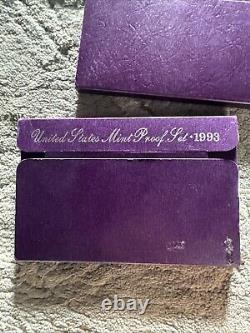 United States Mint Proof Set • 1993